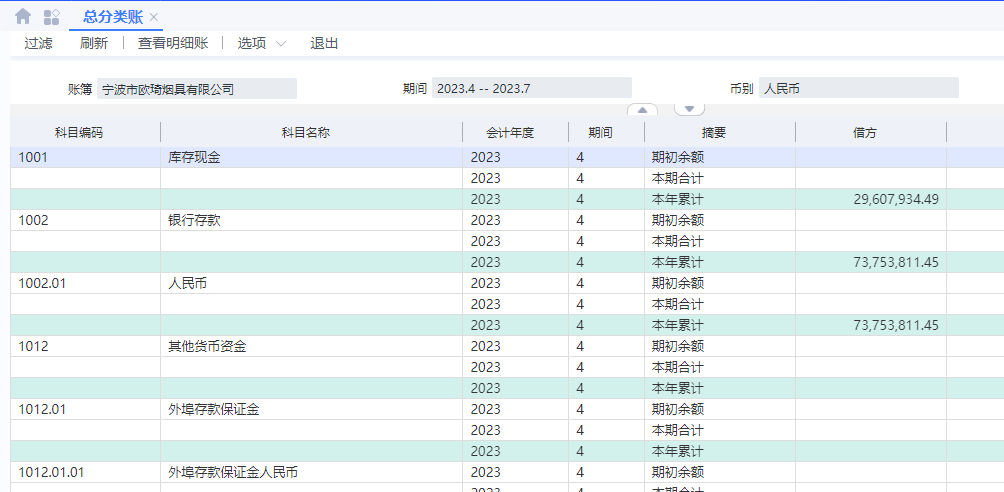 总分类账
过滤 刷新 查看明细账 选项 退出
账簿 宁波市欧琦烟具有限公司 期间 2023.4 -- 2023.7 币别 人民币
科目编码 科目名称 会计年度 期间 摘要 借方
1001 库存现金 2023 4 期初余额
2023 4 本期合计
2023 4 本年累计 29,607,934.49
1002 银行存款 2023 4 期初余额
2023 4 本期合计
2023 4 本年累计 73,753,811.45
1002.01 人民币 2023 4 期初余额
2023 4 本期合计
2023 4 本年累计 73,753,811.45
1012 其他货币资金 2023 4 期初余额
2023 4 本期合计
2023 4 本年累计
1012.01 外埠存款保证金 2023 4 期初余额
2023 4 本期合计
2023 4 本年累计
1012.01.01 外埠存款保证金人民币 2023 4 期初余额